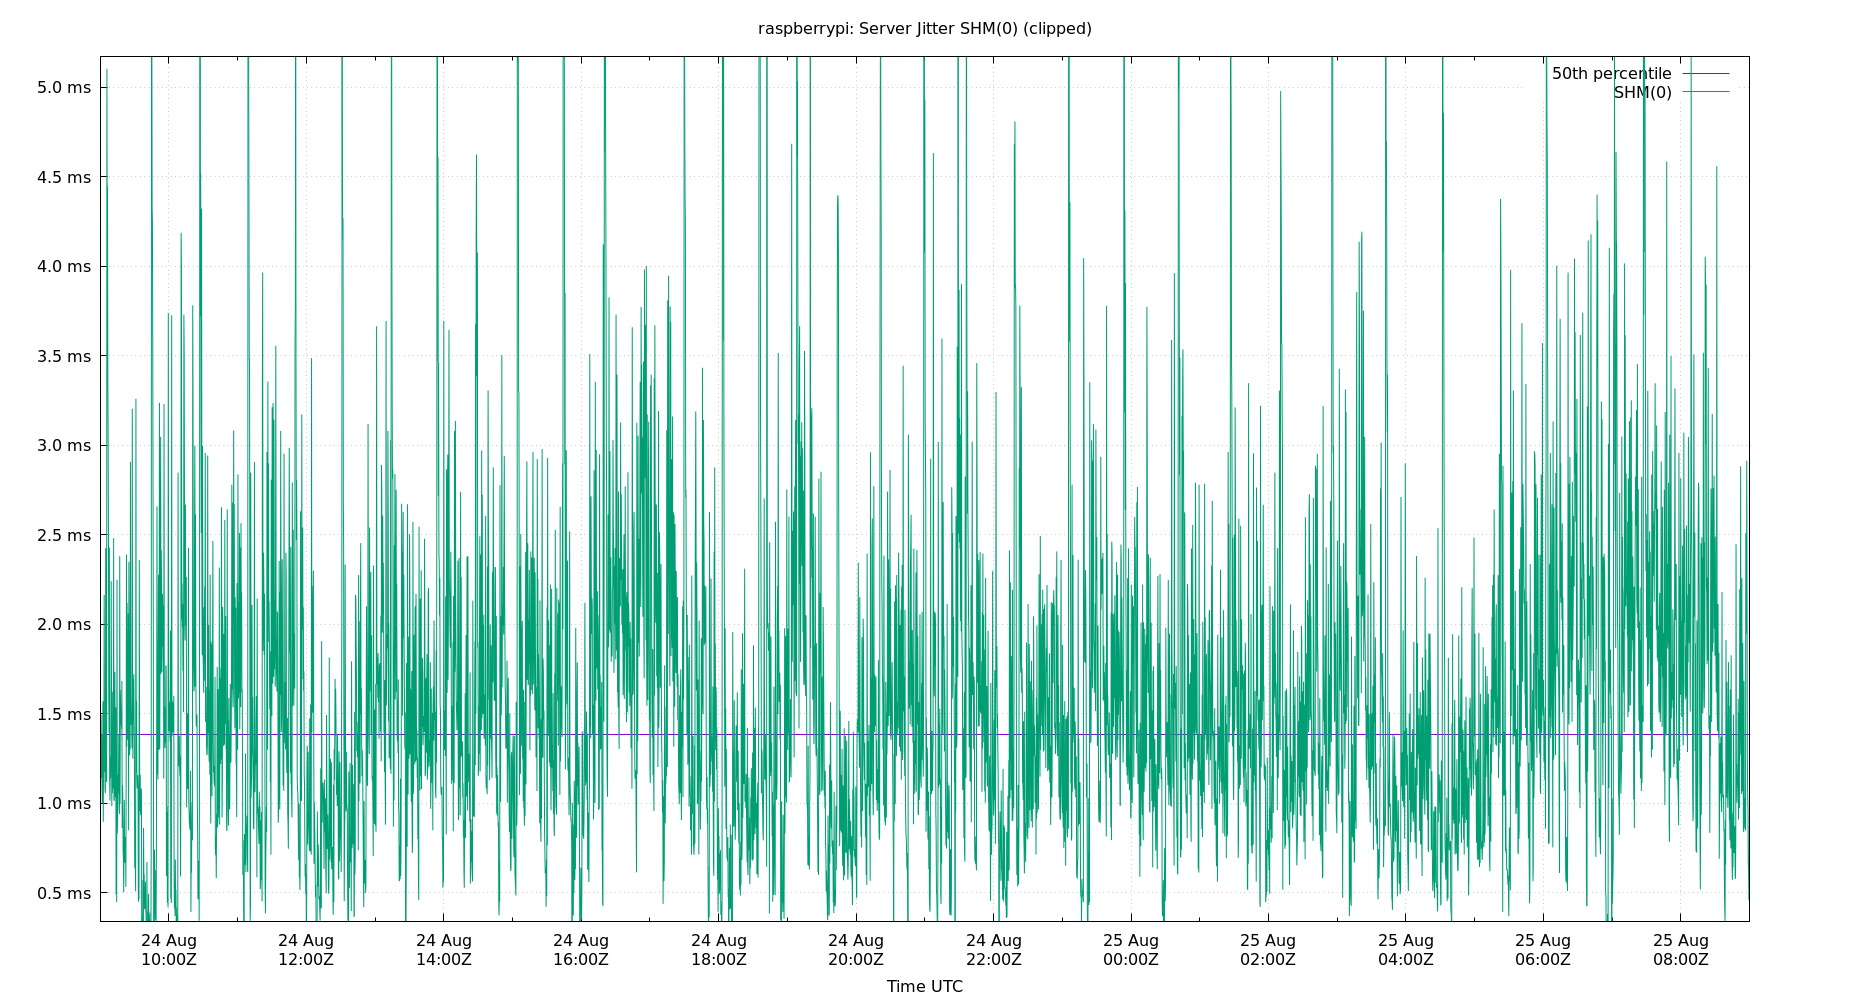 raspberrypi: Server Jitter SHM(0) (clipped)
50th percentile
SHM(0)
5.0 ms
4.5 ms
4.0 ms
3.5 ms
3.0 ms
2.5 ms
2.0 ms
1.5 ms
1.0 ms
0.5 ms
24 Aug 24 Aug 24 Aug 24 Aug 24 Aug 24 Aug 24 Aug 25 Aug 25 Aug 25 Aug 25 Aug 25 Aug
10:00Z 12:00Z 14:00Z 16:00Z 18:00Z 20:00Z 22:00Z 00:00Z 02:00Z 04:00Z 06:00Z 08:00Z
Time UTC